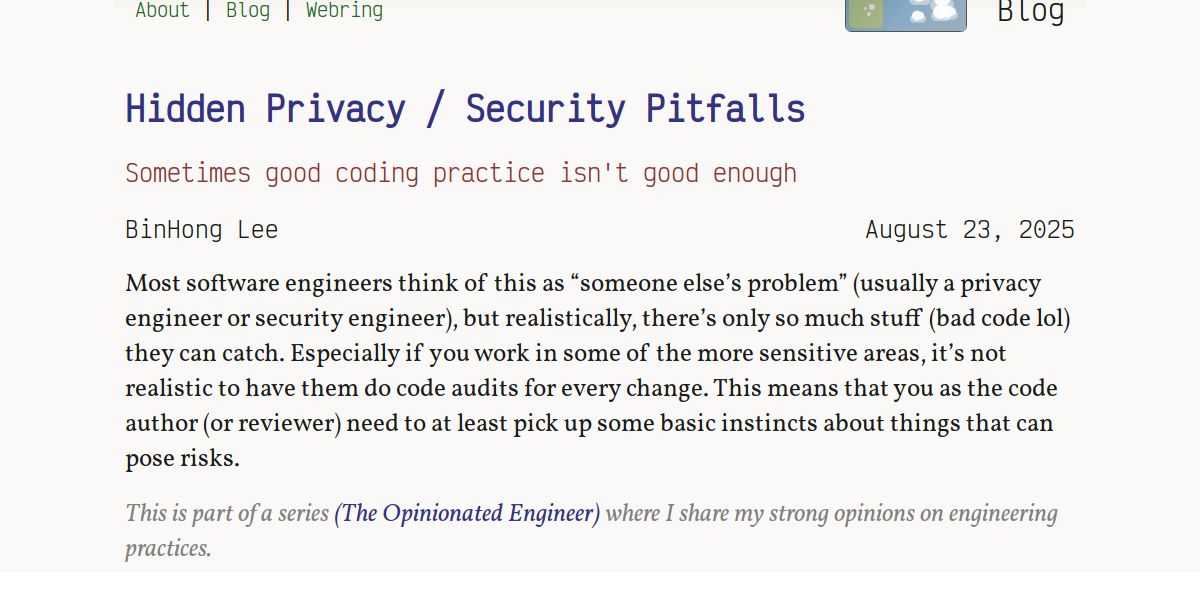 About | Blog | Webring
Blog
Hidden Privacy / Security Pitfalls
Sometimes good coding practice isn't good enough
BinHong Lee
August 23, 2025
Most software engineers think of this as “someone else’s problem” (usually a privacy
engineer or security engineer), but realistically, there’s only so much stuff (bad code lol)
they can catch. Especially if you work in some of the more sensitive areas, it’s not
realistic to have them do code audits for every change. This means that you as the code
author (or reviewer) need to at least pick up some basic instincts about things that can
pose risks.
This is part of a series (The Opinionated Engineer) where I share my strong opinions on engineering
practices.